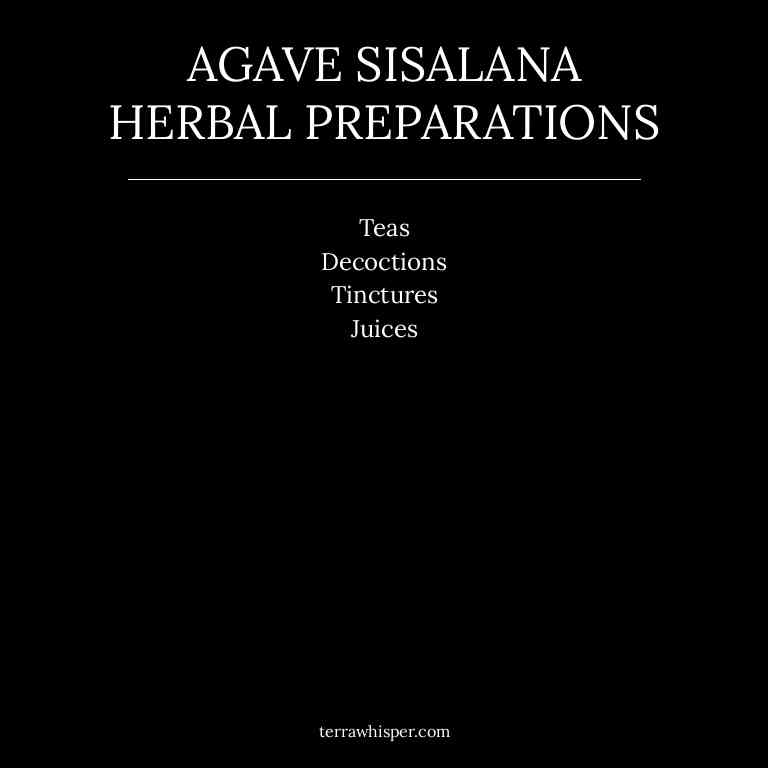 AGAVE SISALANA
HERBAL PREPARATIONS
Teas
Decoctions
Tinctures
Juices
terrawhisper.com